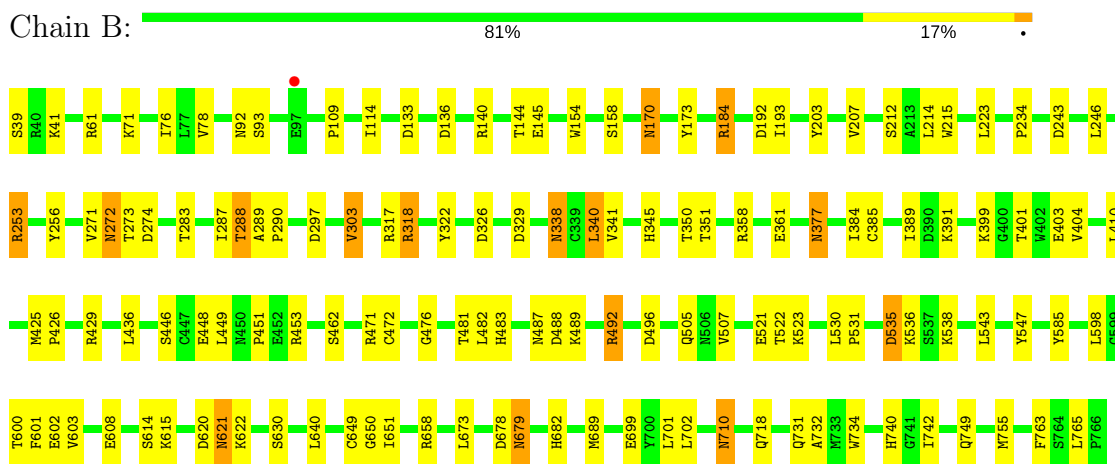 Chain B:
81% 17% •
S39 R40 K41 R61 K71 I76 L77 V78 N92 S93 E97 P109 I114 D133 D136 R140 T144 E145 W154 S158 N170 Y173 R184 D192 I193 Y203 V207 S212 A213 L214 W215 L223 P234 D243 L246
R253 Y256 V271 N272 T273 D274 T283 I287 T288 A289 P290 D297 V303 R317 R318 Y322 D326 D329 N338 C339 L340 V341 H345 T350 T351 R358 E361 N377 I384 C385 I389 D390 K391 K399 G400 T401 W402 E403 V404
M425 P426 R429 L436 S446 C447 E448 L449 N450 P451 E452 R453 S462 R471 C472 G476 T481 L482 H483 N487 D488 K489 R492 D496 Q505 N506 V507 E521 T522 K523 L530 P531 D535 K536 S537 K538 L543 Y547 Y585 L598
T600 F601 E602 V603 E608 S614 K615 D620 N621 K622 S630 L640 C649 G650 I651 R658 L673 D678 N679 H682 M689 E699 Y700 L701 L702 N710 Q718 Q731 A732 M733 W734 H740 G741 I742 Q749 M755 F763 S764 L765 P766